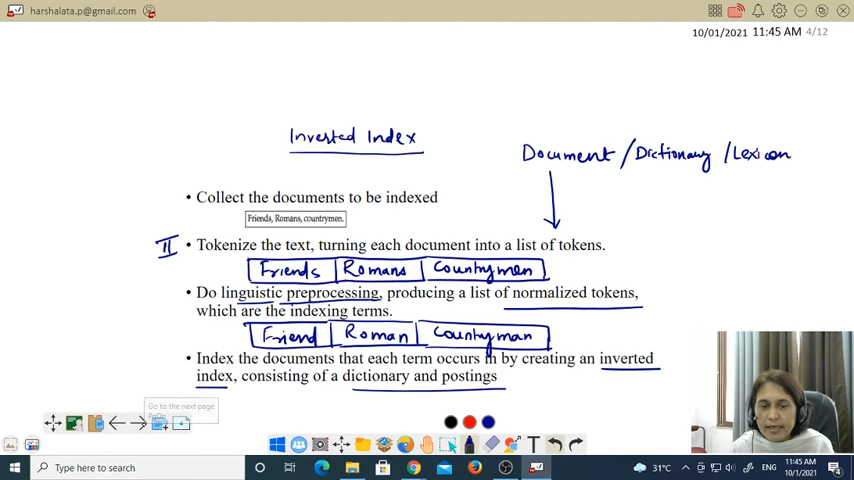 harshalata.p@gmail.com
10/01/2021 11:45 AM 4/12
Inverted Index
Document / Dictionary / Lexicon
• Collect the documents to be indexed
Friends, Romans, countrymen.
II • Tokenize the text, turning each document into a list of tokens.
Friends Romans Countrymen
• Do linguistic preprocessing, producing a list of normalized tokens,
which are the indexing terms.
Friend Roman Countryman
• Index the documents that each term occurs in by creating an inverted
index, consisting of a dictionary and postings
Go to the next page
PgDn
T
Type here to search
31°C
ENG
11:45 AM
10/1/2021